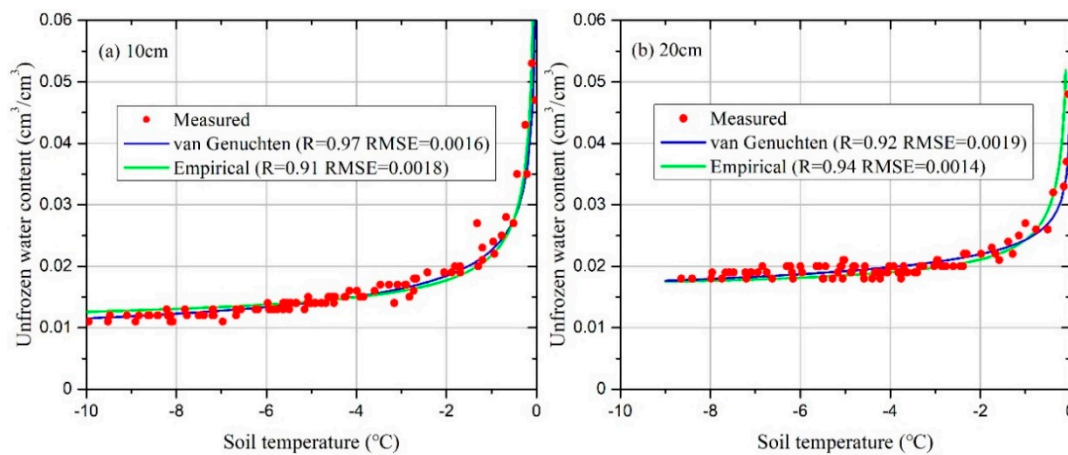 (a) 10cm
Measured
van Genuchten (R=0.97 RMSE=0.0016)
Empirical (R=0.91 RMSE=0.0018)
Unfrozen water content (cm³/cm³)
0.06
0.05
0.04
0.03
0.02
0.01
0
-10
-8
-6
-4
-2
0
Soil temperature (℃)
(b) 20cm
Measured
van Genuchten (R=0.92 RMSE=0.0019)
Empirical (R=0.94 RMSE=0.0014)
Unfrozen water content (cm³/cm³)
0.06
0.05
0.04
0.03
0.02
0.01
0
-10
-8
-6
-4
-2
0
Soil temperature (℃)